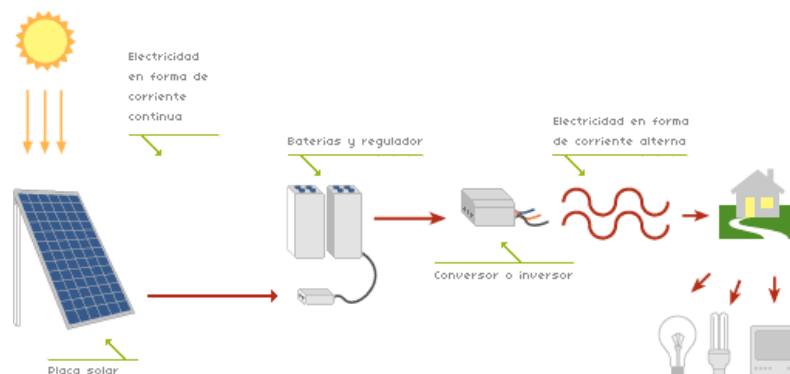 Electricidad
en forma de
corriente
continua
Baterias y regulador
Electricidad en forma
de corriente alterna
Conversor o inversor
Placa solar